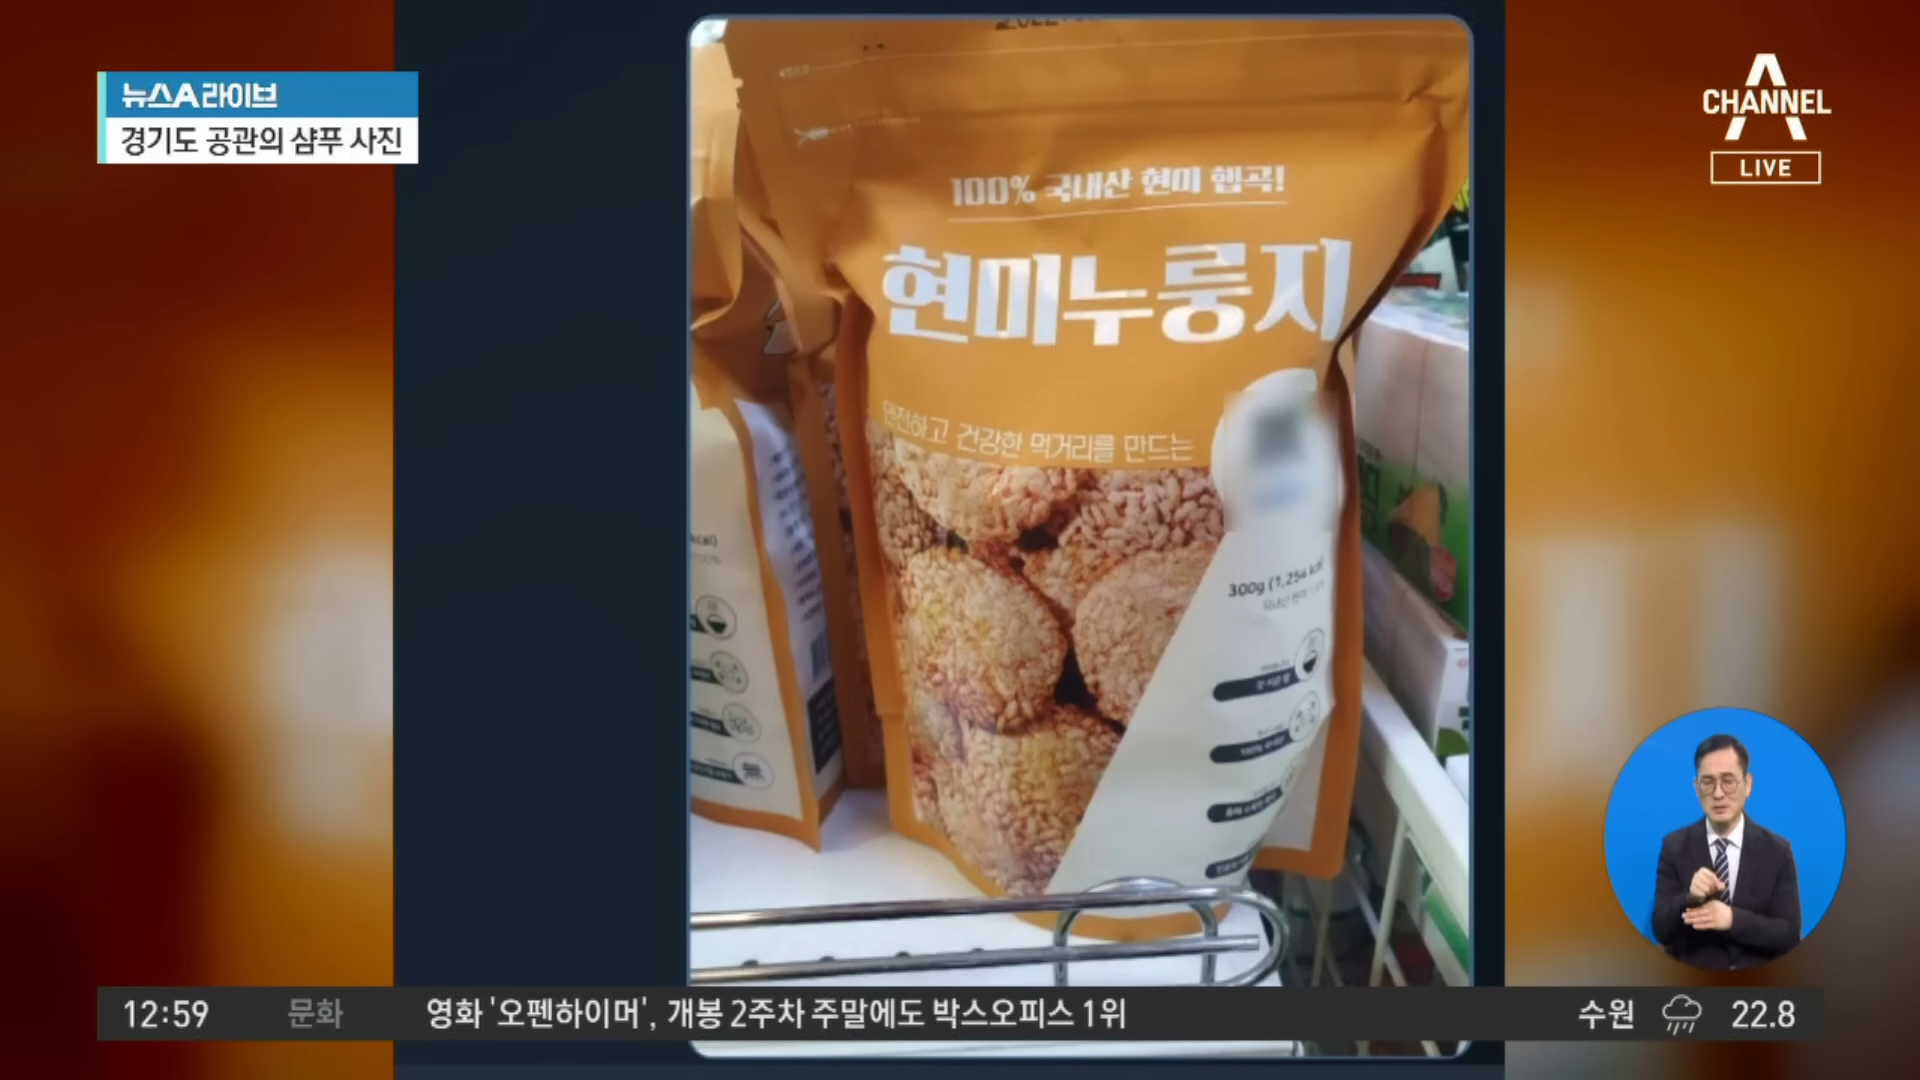 뉴스A 라이브
경기도 공관의 샴푸 사진
CHANNEL A
LIVE
100% 국내산 현미 햅곡!
현미누룽지
안전하고 건강한 먹거리를 만드는
300g (1,254 kcal
kcal)
12:59 문화 영화 '오펜하이머', 개봉 2주차 주말에도 박스오피스 1위 수원 22.8